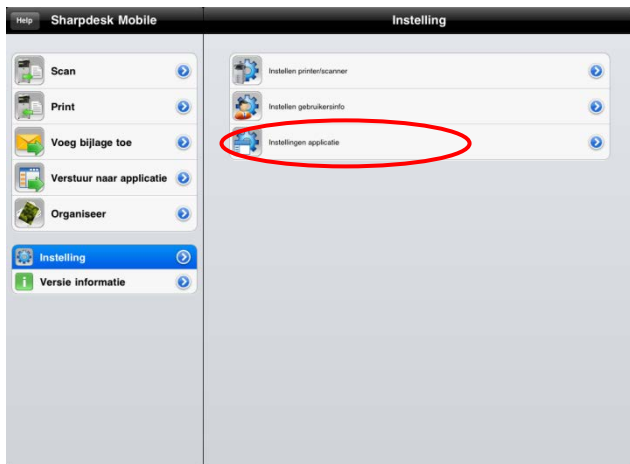 Help
Sharpdesk Mobile
Scan
Print
Voeg bijlage toe
Verstuur naar applicatie
Organiseer
Instelling
Versie informatie
Instelling
Instellen printer/scanner
Instellen gebruikersinfo
Instellingen applicatie